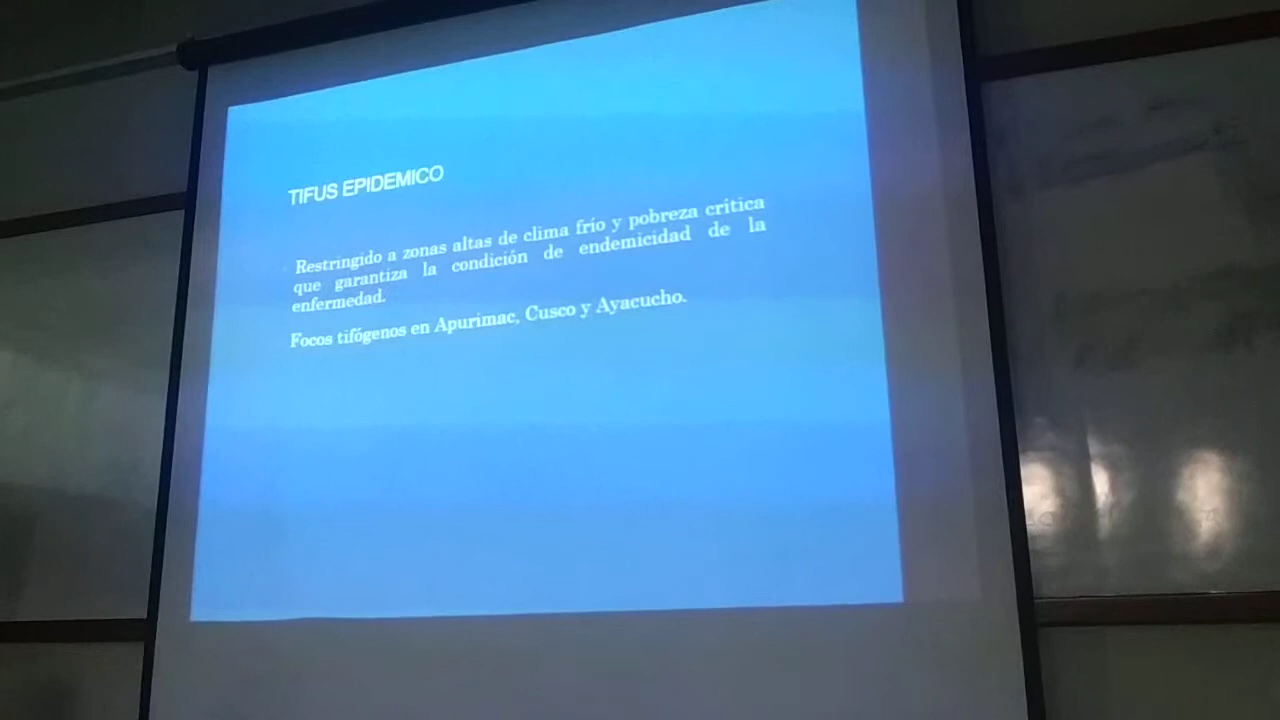 TIFUS EPIDEMICO
Restringido a zonas altas de clima frío y pobreza crítica
que garantiza la condición de endemicidad de la
enfermedad.
Focos tifógenos en Apurimac, Cusco y Ayacucho.